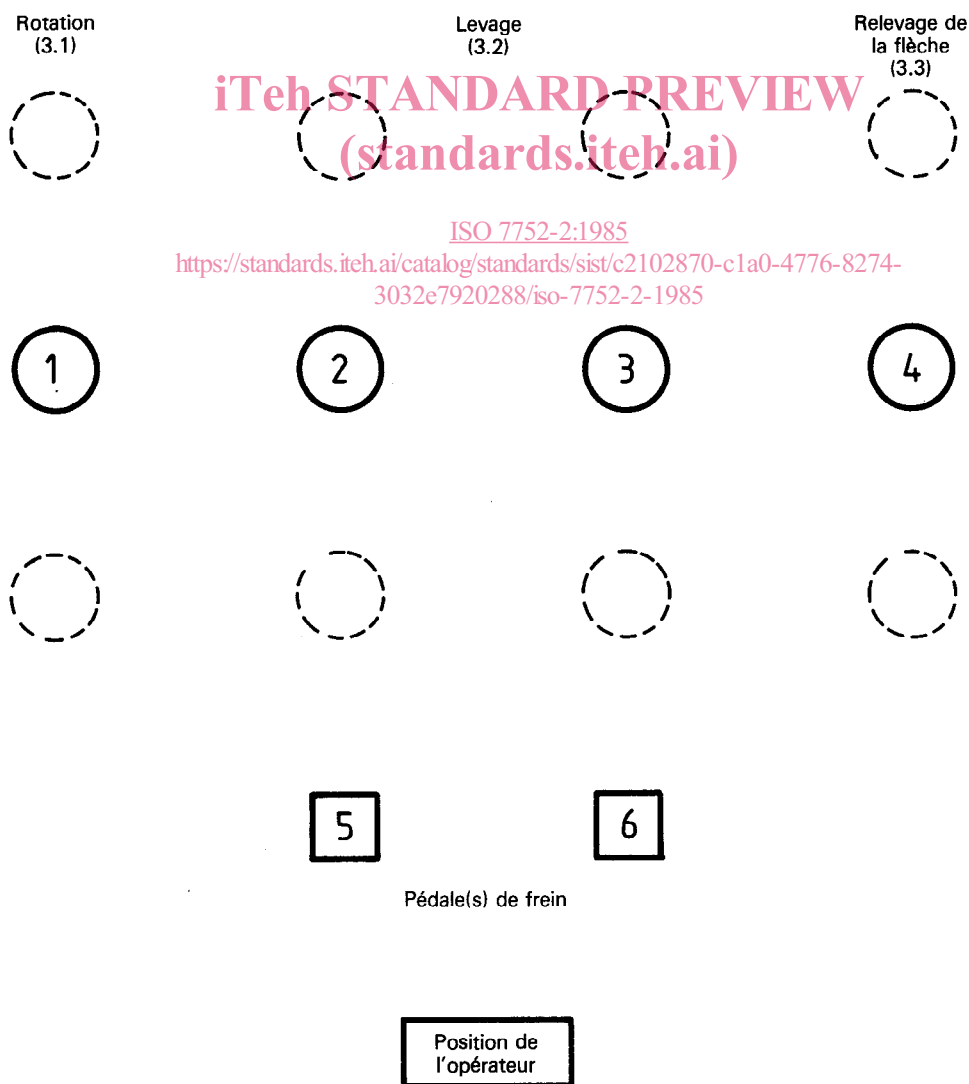 Rotation
(3.1)
Levage
(3.2)
Relevage de
la flèche
(3.3)
iTeh STANDARD PREVIEW
(standards.iteh.ai)
ISO 7752-2:1985
https://standards.iteh.ai/catalog/standards/sist/c2102870-c1a0-4776-8274-
3032e7920288/iso-7752-2-1985
1 2 3 4
5 6
Pédale(s) de frein
Position de
l'opérateur